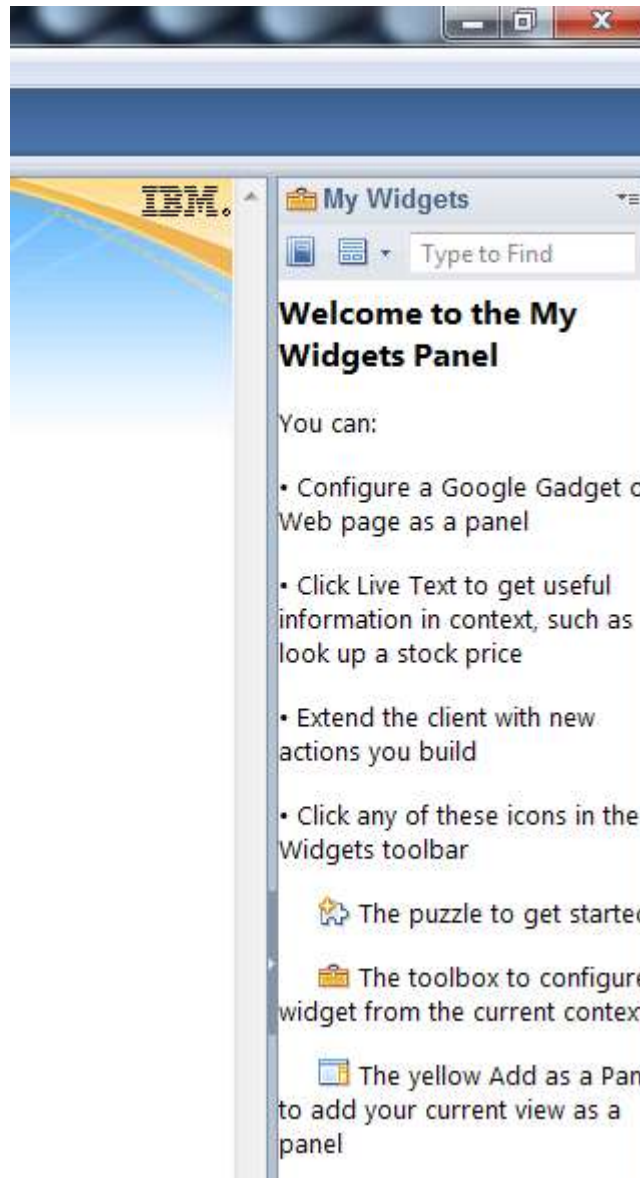 IBM.
My Widgets
Type to Find
Welcome to the My
Widgets Panel
You can:
• Configure a Google Gadget o
Web page as a panel
• Click Live Text to get useful
information in context, such as
look up a stock price
• Extend the client with new
actions you build
• Click any of these icons in the
Widgets toolbar
The puzzle to get started
The toolbox to configure
widget from the current contex
The yellow Add as a Pan
to add your current view as a
panel